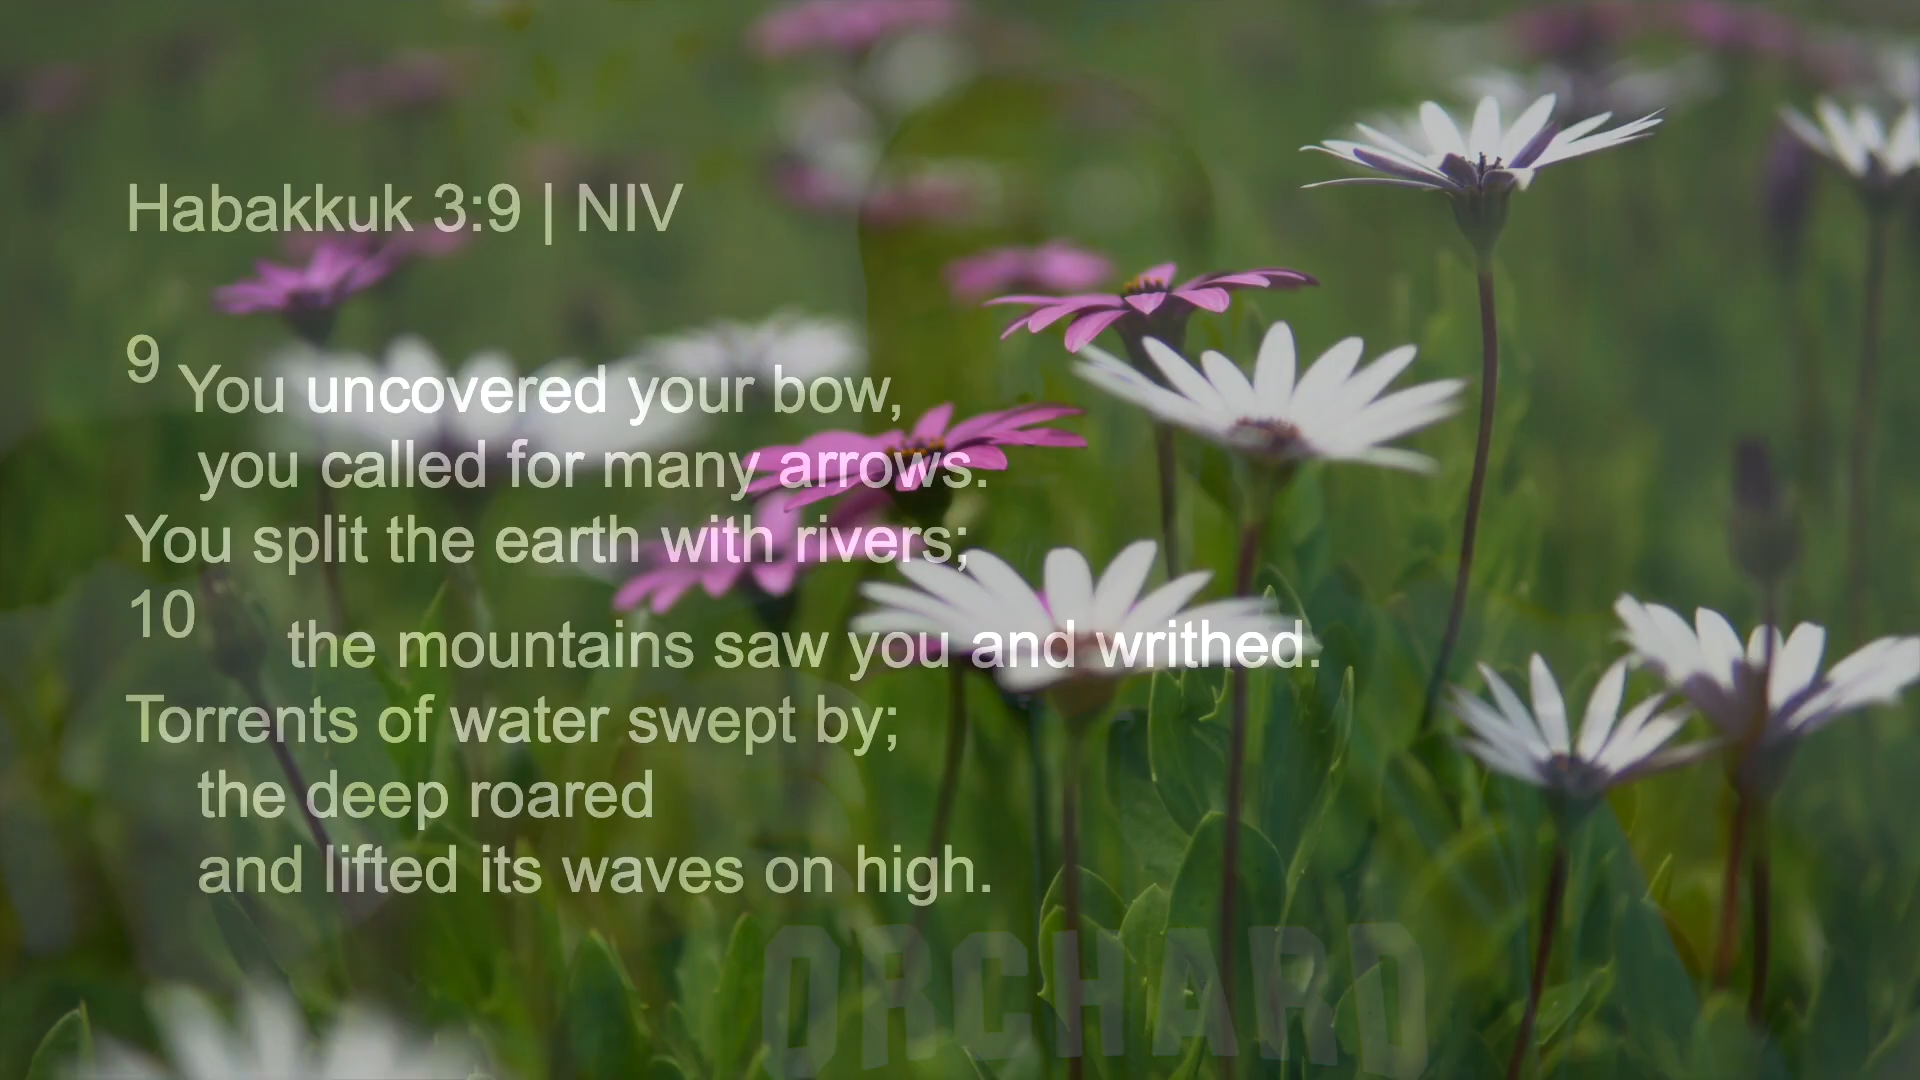 Habakkuk 3:9 | NIV
9 You uncovered your bow,
you called for many arrows.
You split the earth with rivers;
10 the mountains saw you and writhed.
Torrents of water swept by;
the deep roared
and lifted its waves on high.
ORCHARD